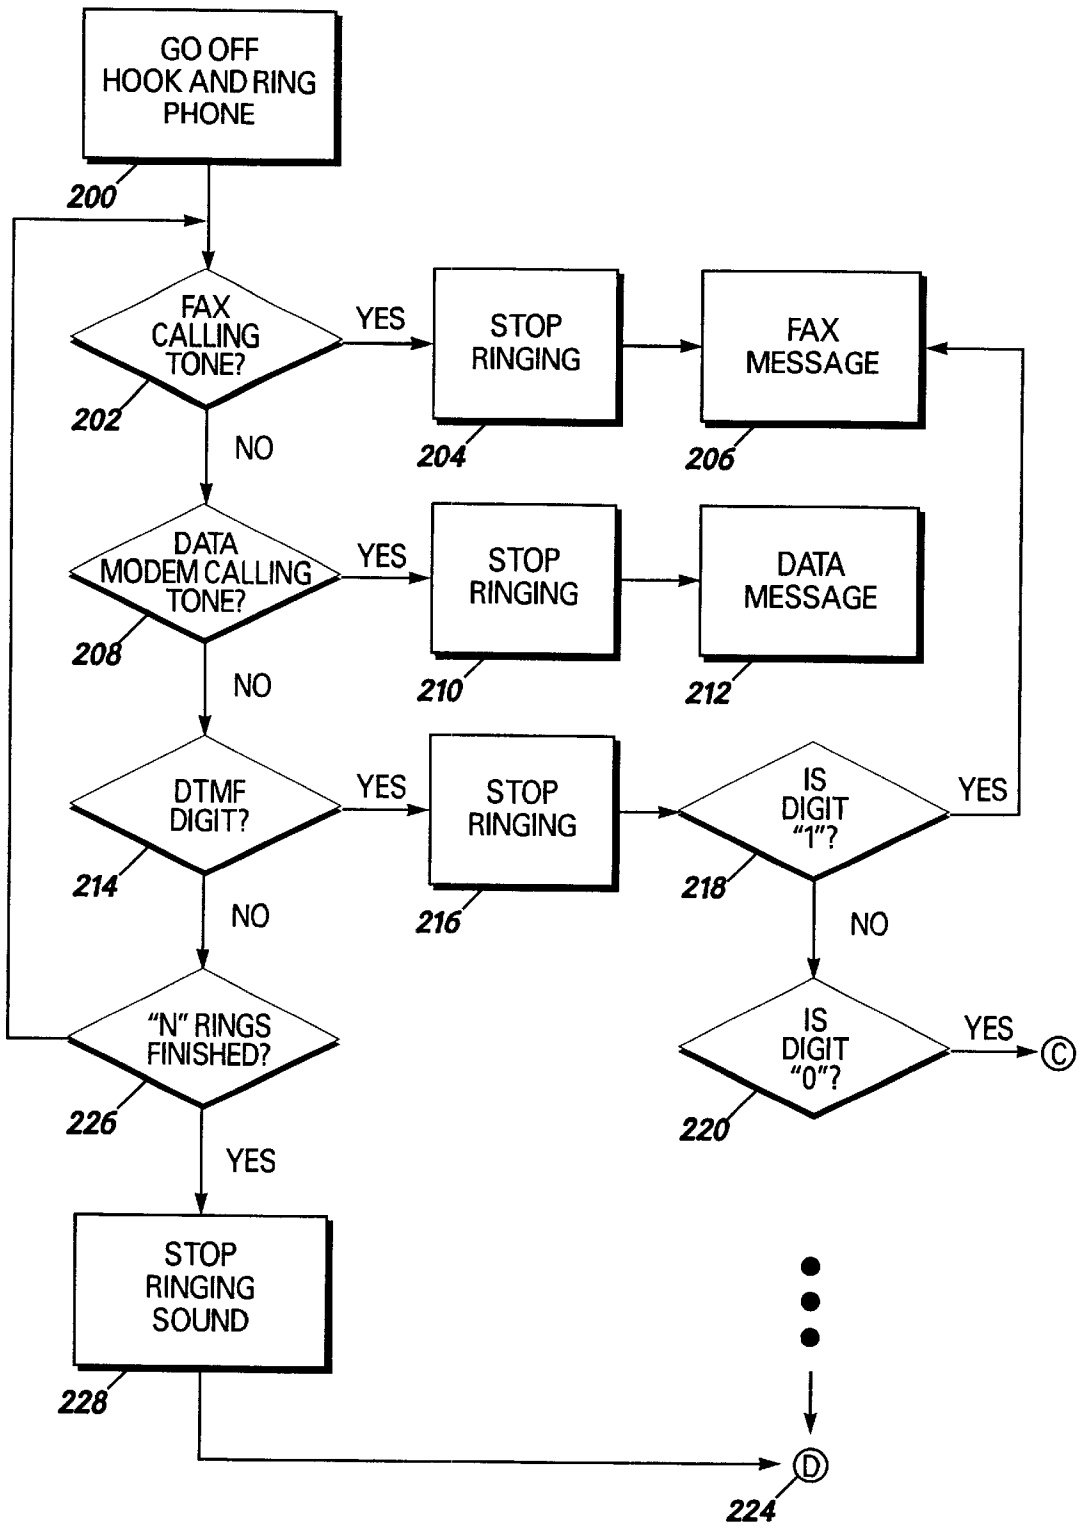 GO OFF
HOOK AND RING
PHONE
200
FAX
CALLING
TONE?
202
YES
STOP
RINGING
204
FAX
MESSAGE
206
NO
DATA
MODEM CALLING
TONE?
208
YES
STOP
RINGING
210
DATA
MESSAGE
212
NO
DTMF
DIGIT?
214
YES
STOP
RINGING
216
IS
DIGIT
"1"?
218
YES
NO
NO
"N" RINGS
FINISHED?
226
IS
DIGIT
"0"?
220
YES
C
YES
STOP
RINGING
SOUND
228
D
224